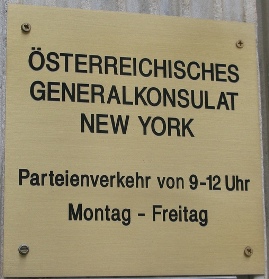 ÖSTERREICHISCHES
GENERALKONSULAT
NEW YORK
Parteienverkehr von 9-12 Uhr
Montag - Freitag